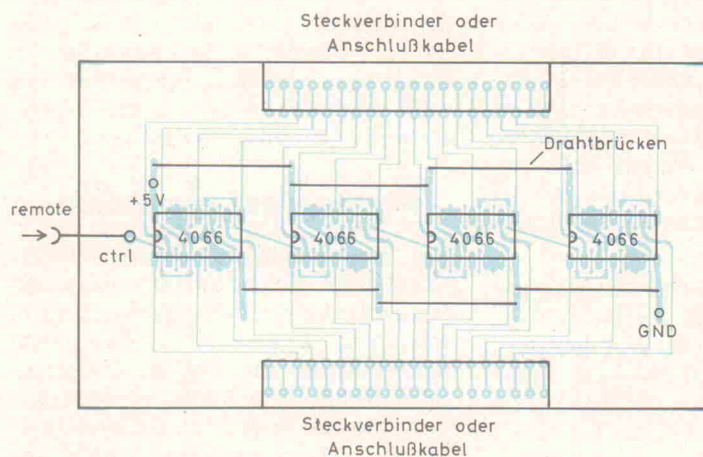 Steckverbinder oder
Anschlußkabel
Drahtbrücken
+5V
remote
4066
4066
4066
4066
ctrl
GND
Steckverbinder oder
Anschlußkabel